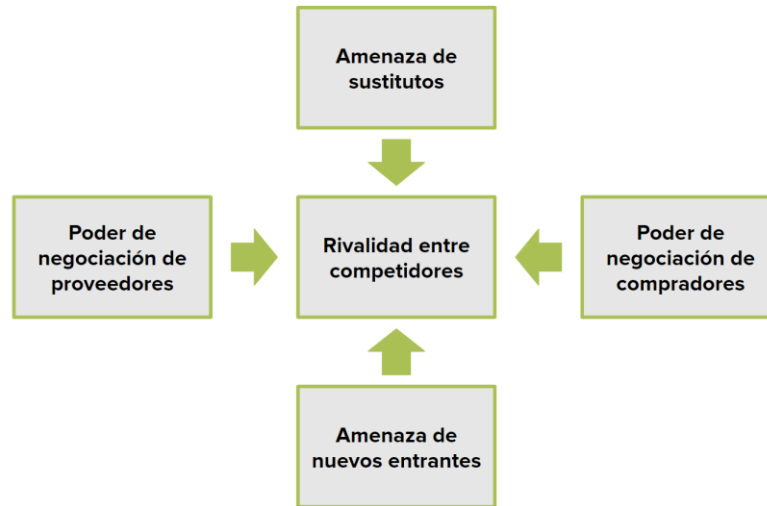 Amenaza de
sustitutos
Poder de
negociación de
proveedores
Rivalidad entre
competidores
Poder de
negociación de
compradores
Amenaza de
nuevos entrantes